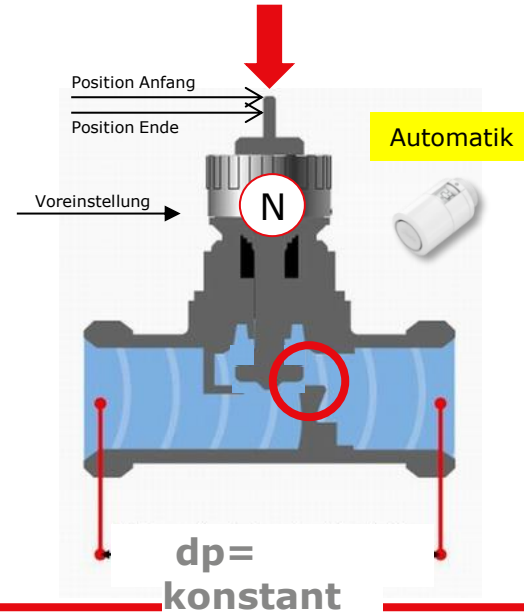 Position Anfang
Position Ende
Automatik
Voreinstellung
N
dp=
konstant